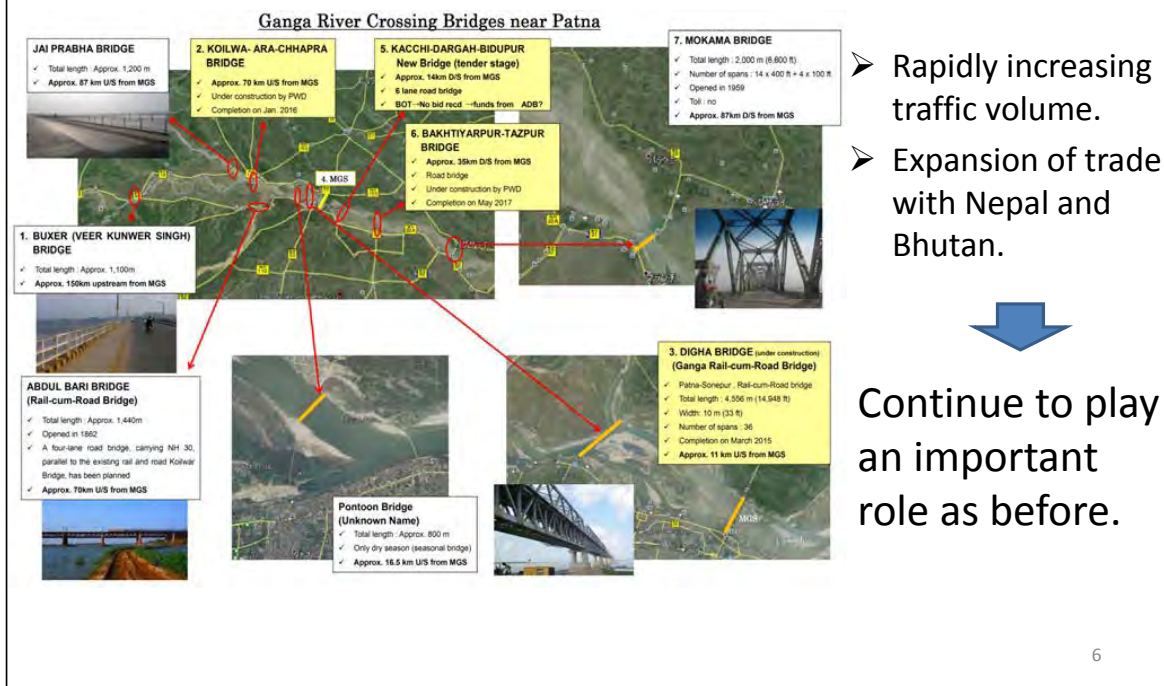 Ganga River Crossing Bridges near Patna
JAI PRABHA BRIDGE
✓ Total length : Approx. 1,200 m
✓ Approx. 87 km U/S from MGS
2. KOILWA- ARA-CHHAPRA
BRIDGE
✓ Approx. 70 km U/S from MGS
✓ Under construction by PWD
✓ Completion on Jan. 2016
5. KACCHI-DARGAH-BIDUPUR
New Bridge (tender stage)
✓ Approx. 14km D/S from MGS
✓ 6 lane road bridge
✓ BOT→No bid recd →funds from ADB?
6. BAKHTIYARPUR-TAZPUR
BRIDGE
✓ Approx. 35km D/S from MGS
✓ Road bridge
✓ Under construction by PWD
✓ Completion on May 2017
7. MOKAMA BRIDGE
✓ Total length : 2,000 m (6,600 ft)
✓ Number of spans : 14 x 400 ft + 4 x 100 ft
✓ Opened in 1959
✓ Toll : no
✓ Approx. 87km D/S from MGS
4. MGS
1. BUXER (VEER KUNWER SINGH)
BRIDGE
✓ Total length : Approx. 1,100m
✓ Approx. 150km upstream from MGS
ABDUL BARI BRIDGE
(Rail-cum-Road Bridge)
✓ Total length : Approx. 1,440m
✓ Opened in 1862
✓ A four-lane road bridge, carrying NH 30,
parallel to the existing rail and road Koilwar
Bridge, has been planned
✓ Approx. 70km U/S from MGS
Pontoon Bridge
(Unknown Name)
✓ Total length : Approx. 800 m
✓ Only dry season (seasonal bridge)
✓ Approx. 16.5 km U/S from MGS
3. DIGHA BRIDGE (under construction)
(Ganga Rail-cum-Road Bridge)
✓ Patna-Sonepur , Rail-cum-Road bridge
✓ Total length : 4,556 m (14,948 ft)
✓ Width: 10 m (33 ft)
✓ Number of spans : 36
✓ Completion on March 2015
✓ Approx. 11 km U/S from MGS
MGS
➢ Rapidly increasing
traffic volume.
➢ Expansion of trade
with Nepal and
Bhutan.
Continue to play
an important
role as before.
6